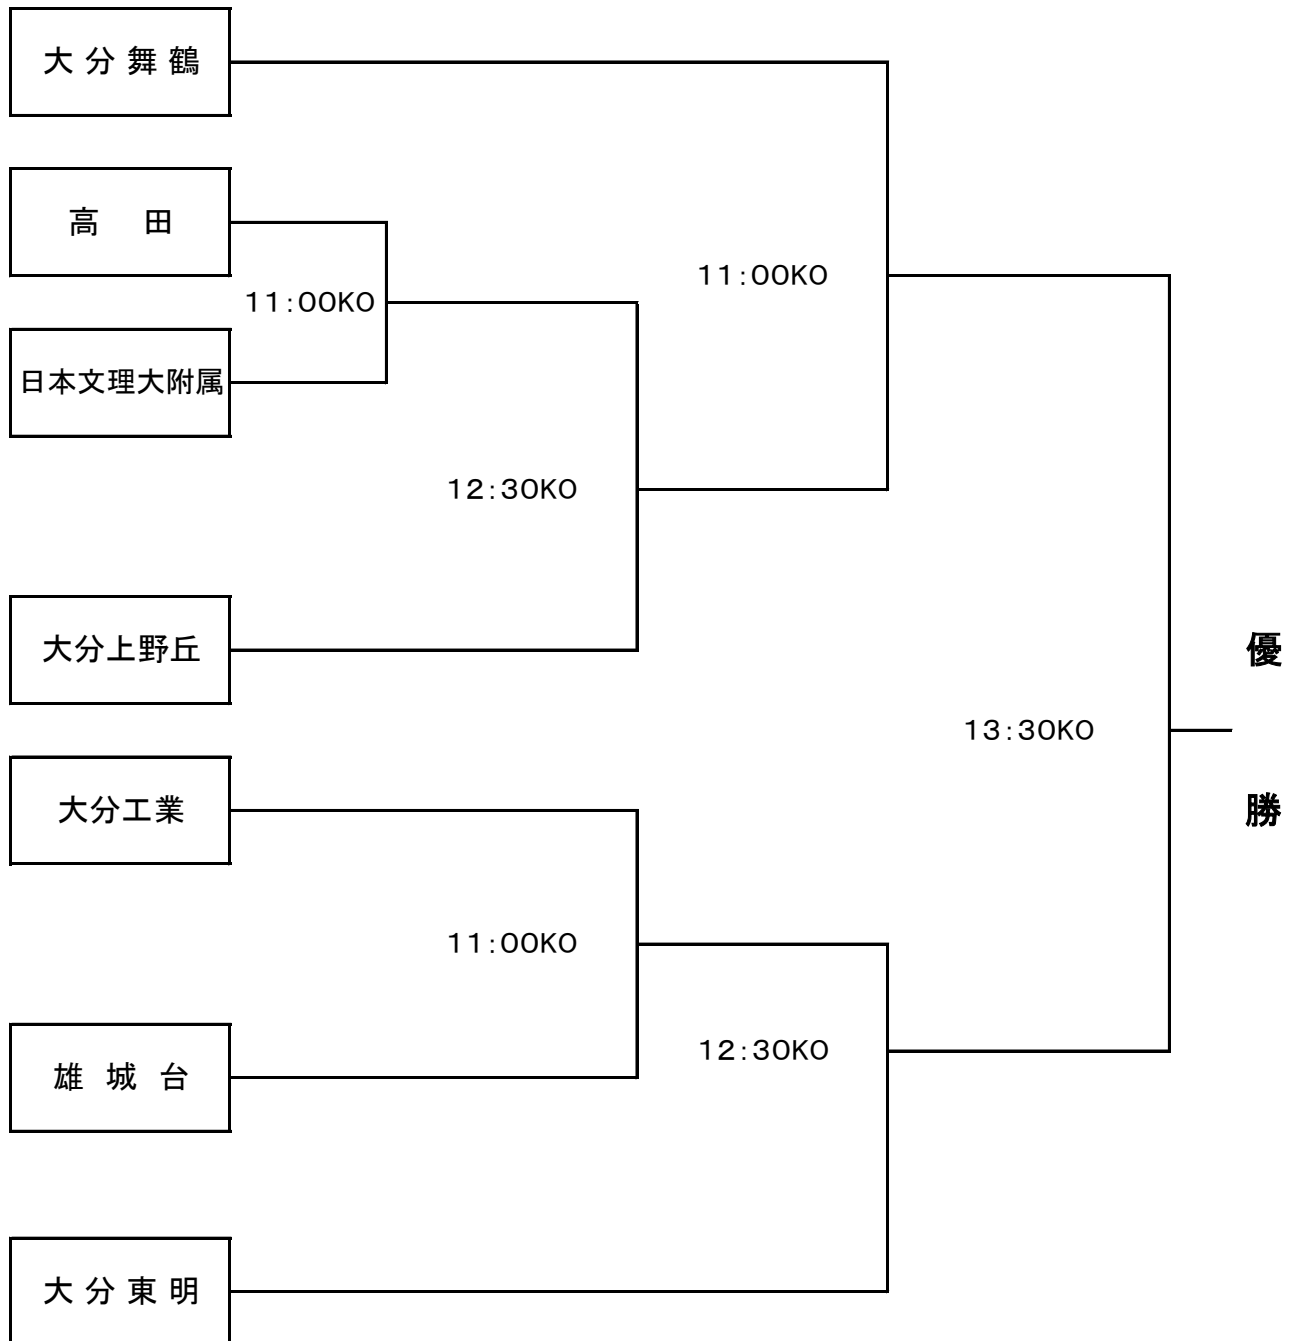 大分舞鶴
高田
11:00KO
11:00KO
日本文理大附属
12:30KO
大分上野丘
優
勝
13:30KO
大分工業
11:00KO
12:30KO
雄城台
大分東明